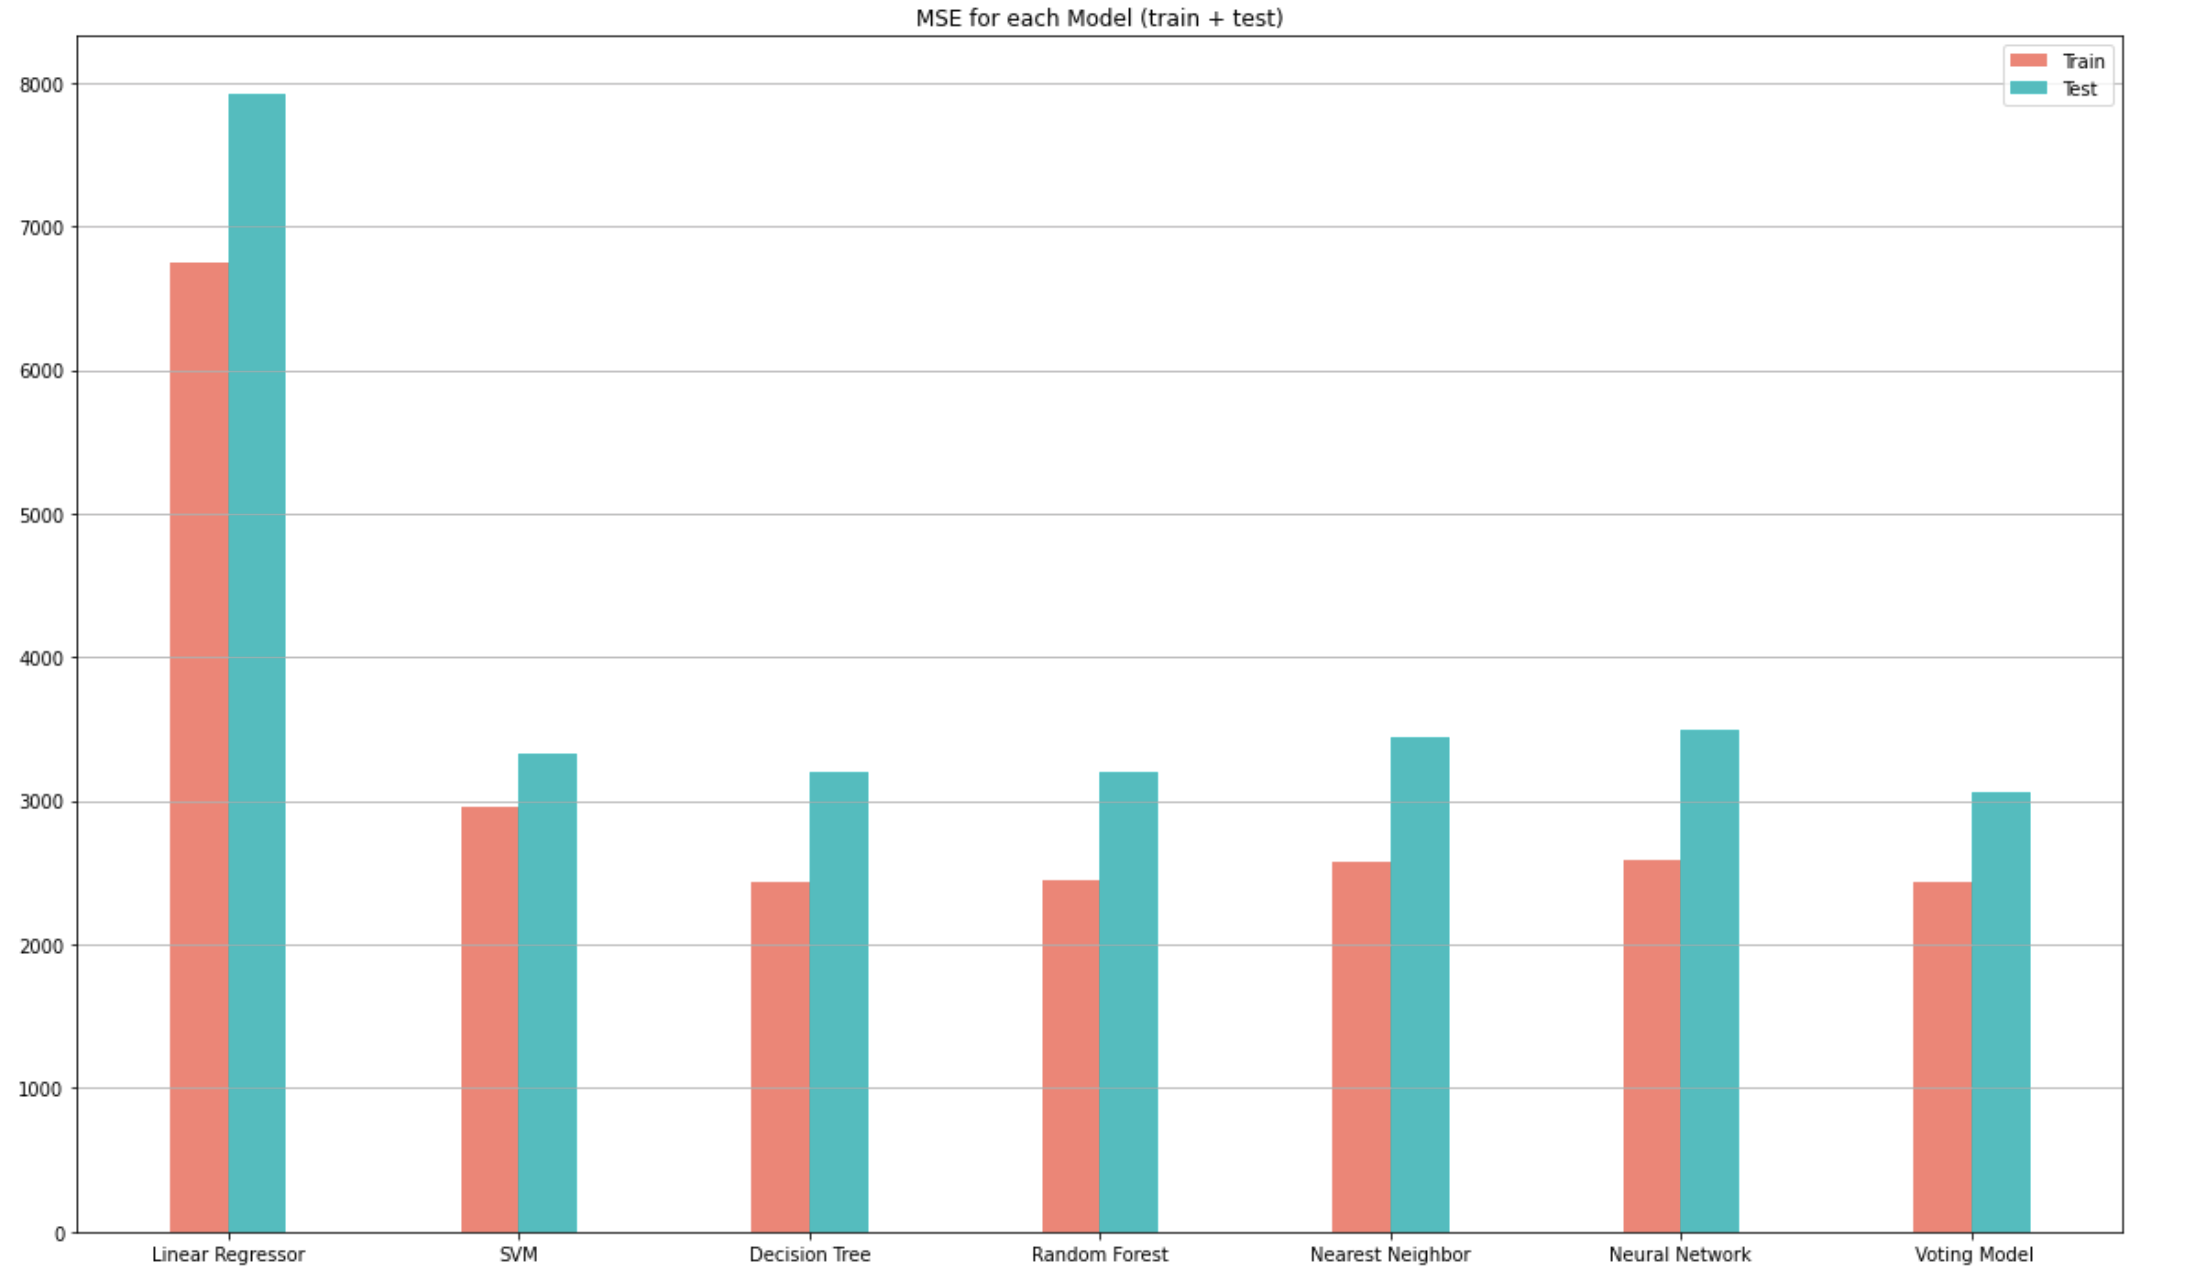 MSE for each Model (train + test)
Train
Test
8000
7000
6000
5000
4000
3000
2000
1000
0
Linear Regressor
SVM
Decision Tree
Random Forest
Nearest Neighbor
Neural Network
Voting Model